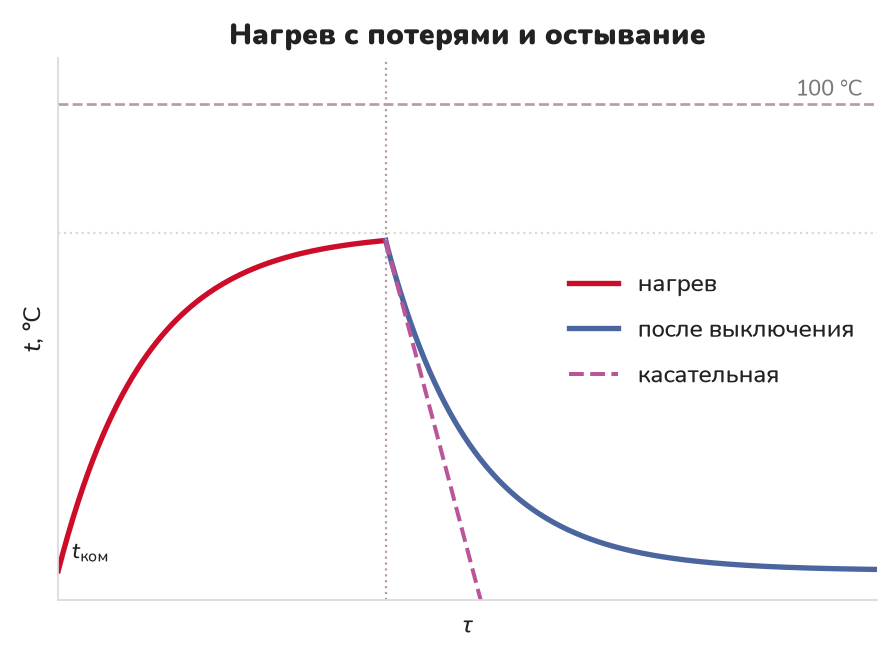 Нагрев с потерями и остывание
100 °C
t, °C
нагрев
после выключения
касательная
tком
τ